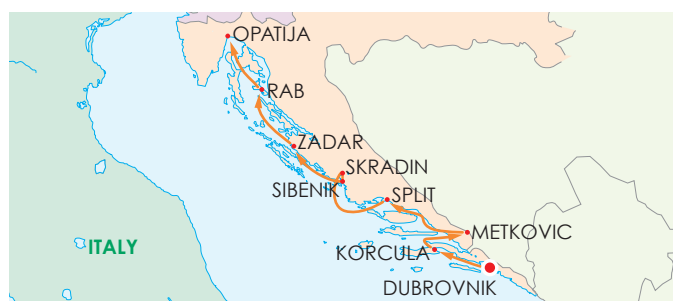 OPATIJA
RAB
ZADAR
SKRADIN
SIBENIK
SPLIT
METKOVIC
ITALY
KORCULA
DUBROVNIK